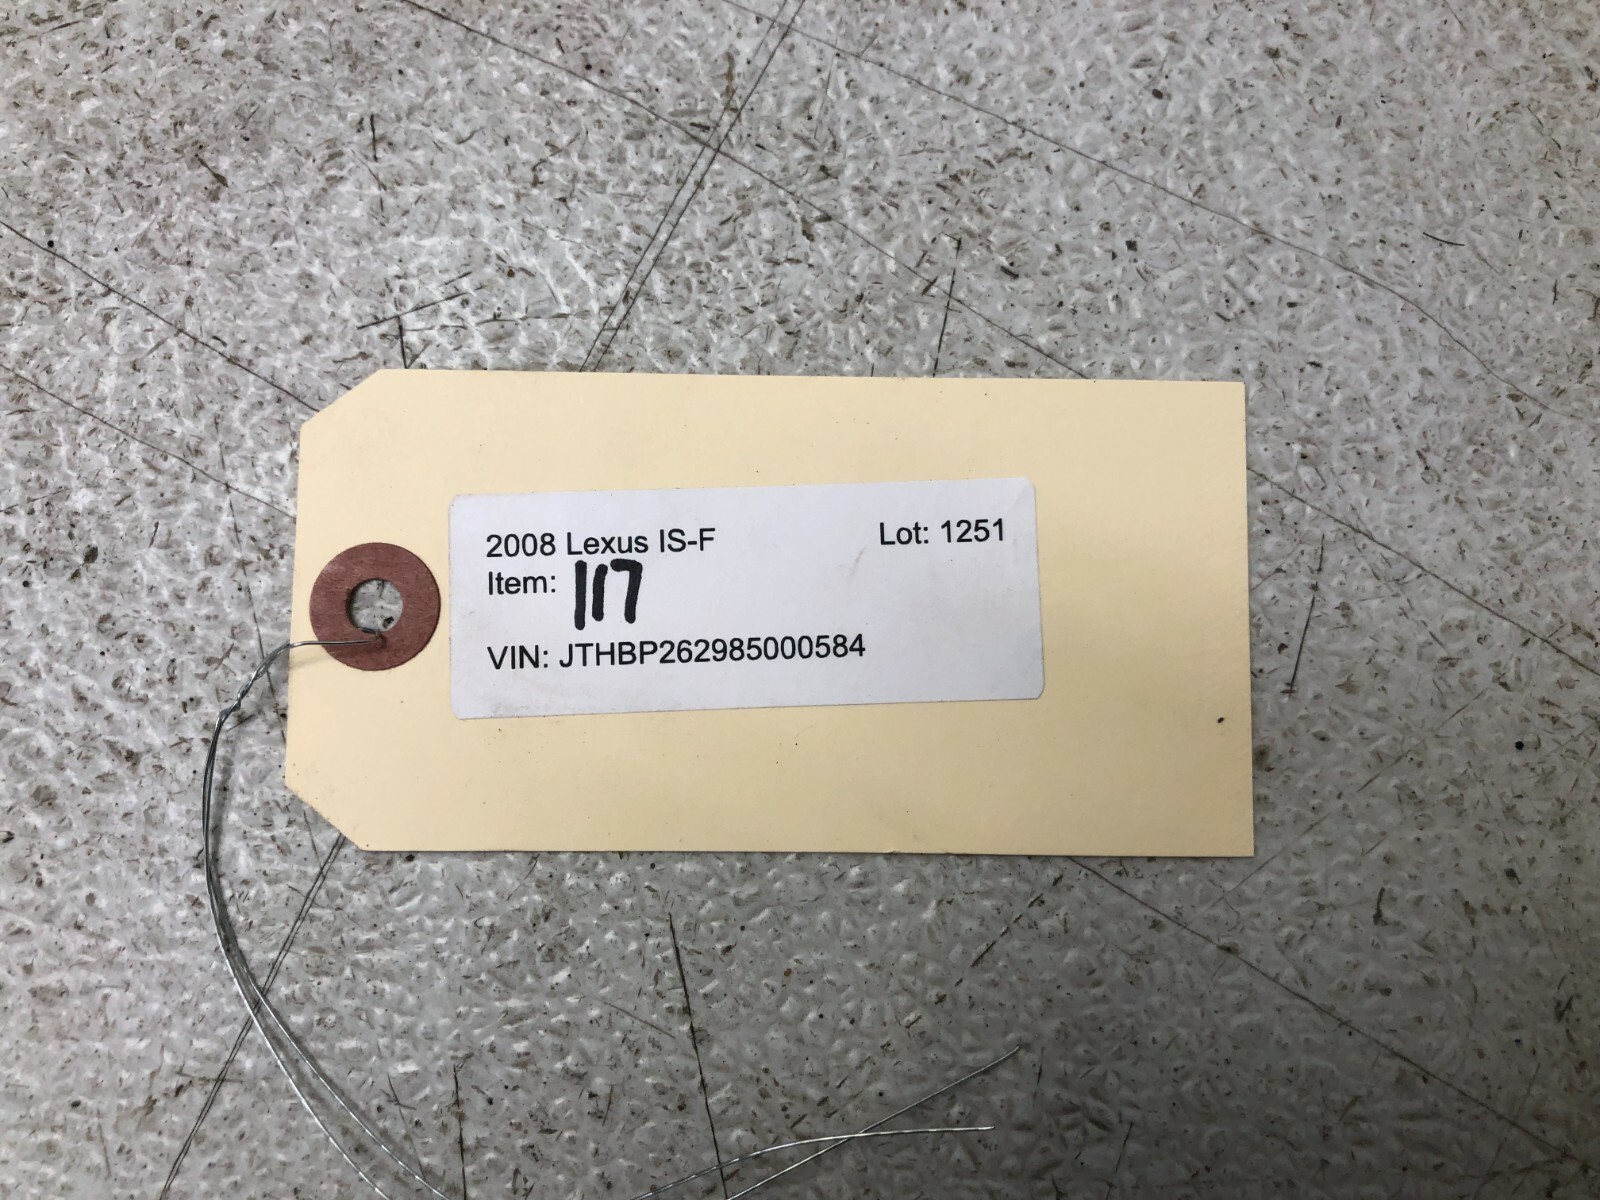 2008 Lexus IS-F Lot: 1251
Item: 117
VIN: JTHBP262985000584